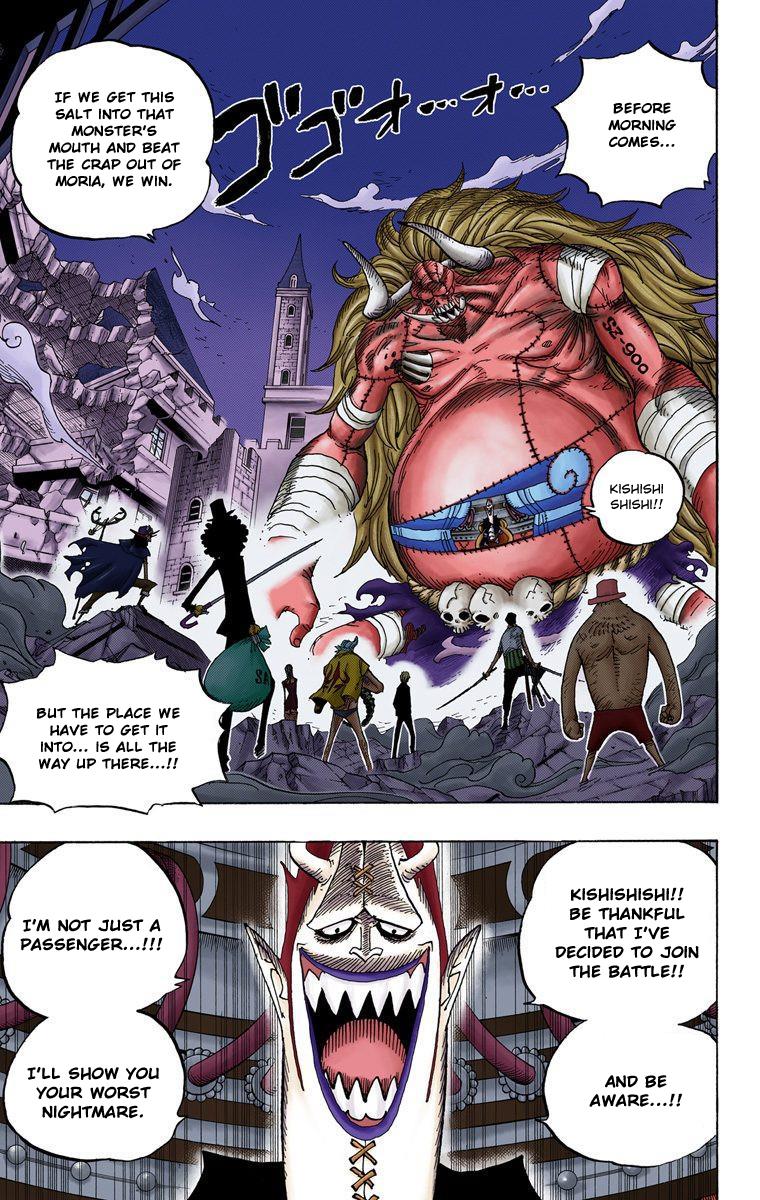 BEFORE
MORNING
COMES...
ゴゴオ…オ…
IF WE GET THIS
SALT INTO THAT
MONSTER'S
MOUTH AND BEAT
THE CRAP OUT OF
MORIA, WE WIN.
SZ-900
KISHISHI
SHISHI!!
SA
BUT THE PLACE WE
HAVE TO GET IT
INTO... IS ALL THE
WAY UP THERE...!!
KISHISHISHI!!
BE THANKFUL
THAT I'VE
DECIDED TO JOIN
THE BATTLE!!
AND BE
AWARE...!!
I'M NOT JUST A
PASSENGER...!!!
I'LL SHOW YOU
YOUR WORST
NIGHTMARE.